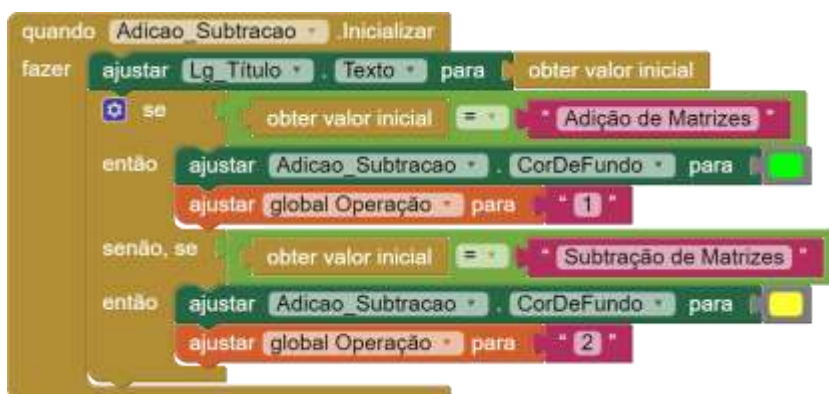 quando Adicao_Subtracao .Inicializar
fazer ajustar Lg_Título . Texto para obter valor inicial
se obter valor inicial = " Adição de Matrizes "
então ajustar Adicao_Subtracao . CorDeFundo para
ajustar global Operação para " 1 "
senão, se obter valor inicial = " Subtração de Matrizes "
então ajustar Adicao_Subtracao . CorDeFundo para
ajustar global Operação para " 2 "